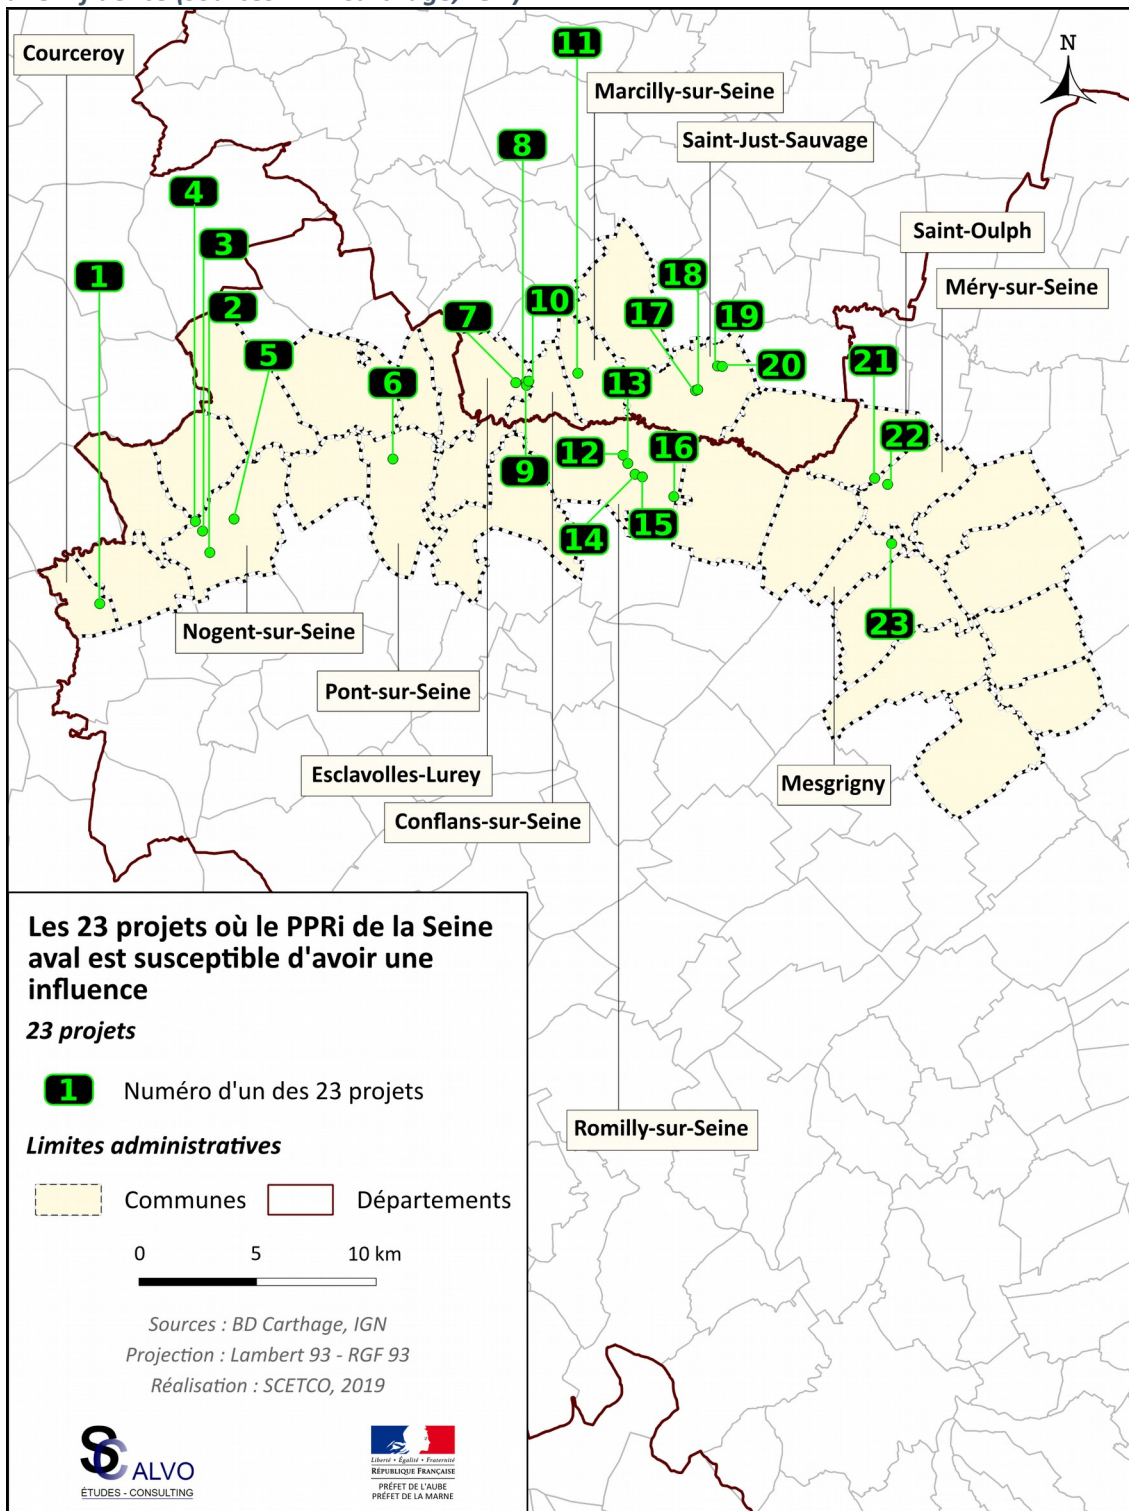 Courceroy
11
N
Marcilly-sur-Seine
8
Saint-Just-Sauvage
4
3
Saint-Oulph
1
18
Méry-sur-Seine
2
7
10
17
19
5
6
13
20
21
12
16
22
9
14
15
23
Nogent-sur-Seine
Pont-sur-Seine
Esclavolles-Lurey
Mesgrigny
Conflans-sur-Seine
Romilly-sur-Seine
Les 23 projets où le PPRi de la Seine
aval est susceptible d'avoir une
influence
23 projets
1 Numéro d'un des 23 projets
Limites administratives
Communes Départements
0 5 10 km
Sources : BD Carthage, IGN
Projection : Lambert 93 - RGF 93
Réalisation : SCETCO, 2019
SC ALVO
ÉTUDES - CONSULTING
Liberté • Égalité • Fraternité
RÉPUBLIQUE FRANÇAISE
PRÉFET DE L'AUBE
PRÉFET DE LA MARNE